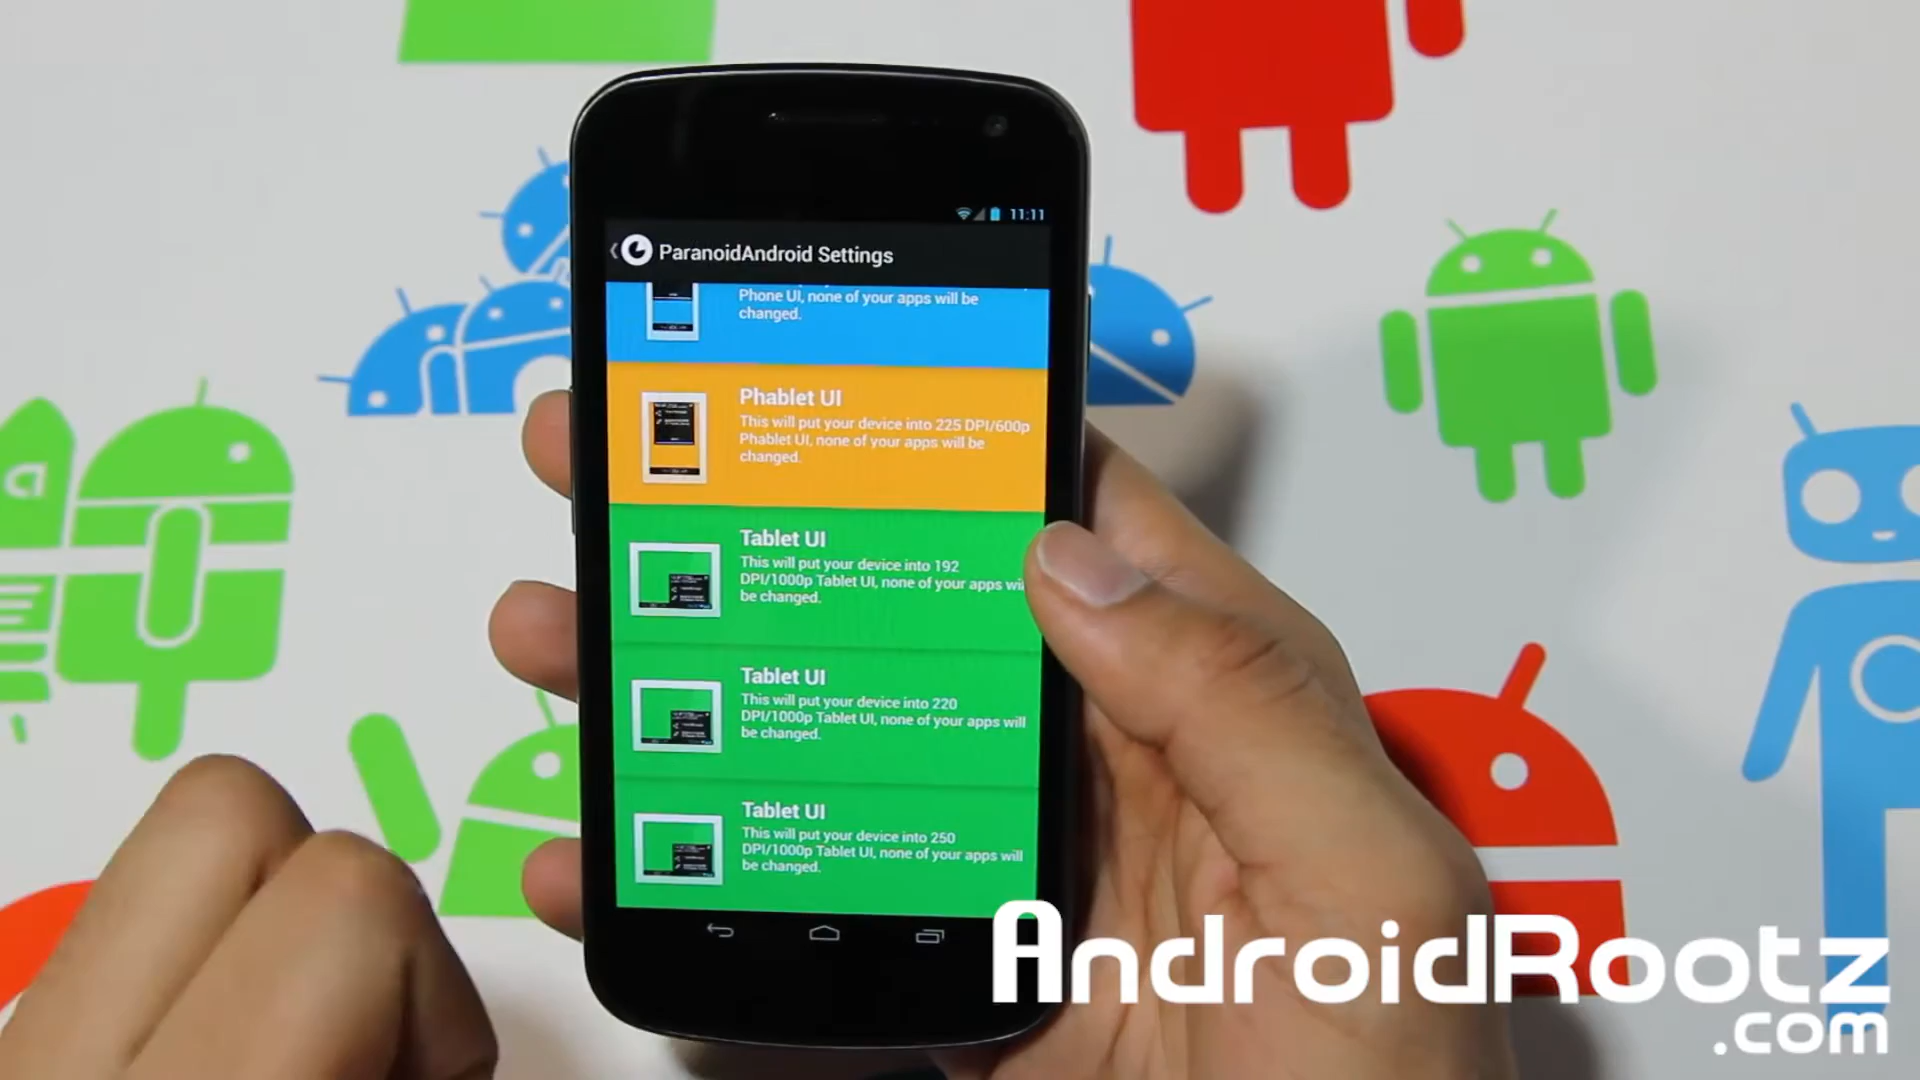 11:11
ParanoidAndroid Settings
Phone UI, none of your apps will be
changed.
Phablet UI
This will put your device into 225 DPI/600p
Phablet UI, none of your apps will be
changed.
Tablet UI
This will put your device into 192
DPI/1000p Tablet UI, none of your apps will
be changed.
Tablet UI
This will put your device into 220
DPI/1000p Tablet UI, none of your apps will
be changed.
Tablet UI
This will put your device into 250
DPI/1000p Tablet UI, none of your apps will
be changed.
AndroidRootz
.com